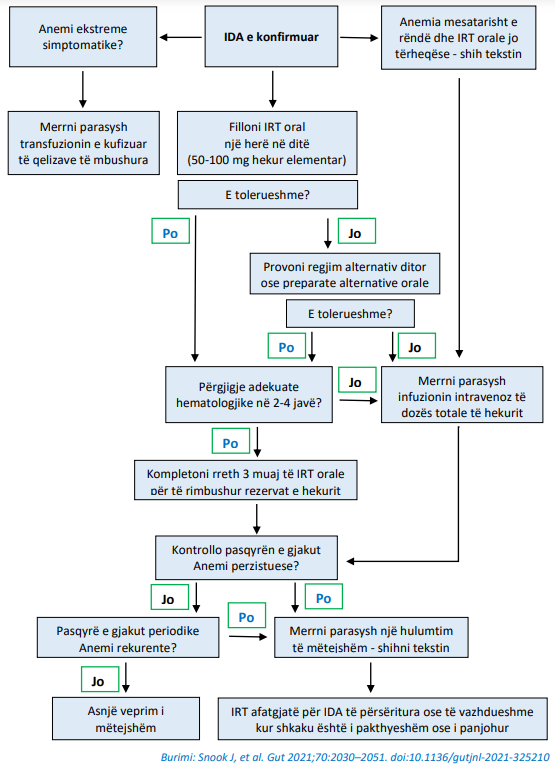 Anemi ekstreme
simptomatike?
IDA e konfirmuar
Anemia mesatarisht e
rëndë dhe IRT orale jo
tërheqëse - shih tekstin
Merrni parasysh
transfuzionin e kufizuar
të qelizave të mbushura
Filloni IRT oral
një herë në ditë
(50-100 mg hekur elementar)
E tolerueshme?
Po
Jo
Provoni regjim alternativ ditor
ose preparate alternative orale
E tolerueshme?
Po
Jo
Përgjigje adekuate
hematologjike në 2-4 javë?
Jo
Merrni parasysh
infuzionin intravenoz të
dozës totale të hekurit
Po
Kompletoni rreth 3 muaj të IRT orale
për të rimbushur rezervat e hekurit
Kontrollo pasqyrën e gjakut
Anemi perzistuese?
Jo
Po
Po
Pasqyrë e gjakut periodike
Anemi rekurente?
Merrni parasysh një hulumtim
të mëtejshëm - shihni tekstin
Jo
Asnjë veprim i
mëtejshëm
IRT afatgjatë për IDA të përsëritura ose të vazhdueshme
kur shkaku është i pakthyeshëm ose i panjohur
Burimi: Snook J, et al. Gut 2021;70:2030–2051. doi:10.1136/gutjnl-2021-325210